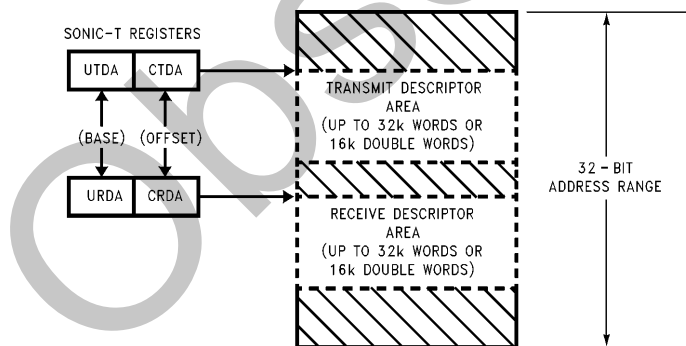 SONIC-T REGISTERS
UTDA CTDA
(BASE) (OFFSET)
URDA CRDA
TRANSMIT DESCRIPTOR
AREA
(UP TO 32k WORDS OR
16k DOUBLE WORDS)
RECEIVE DESCRIPTOR
AREA
(UP TO 32k WORDS OR
16k DOUBLE WORDS)
32-BIT
ADDRESS RANGE
Obs